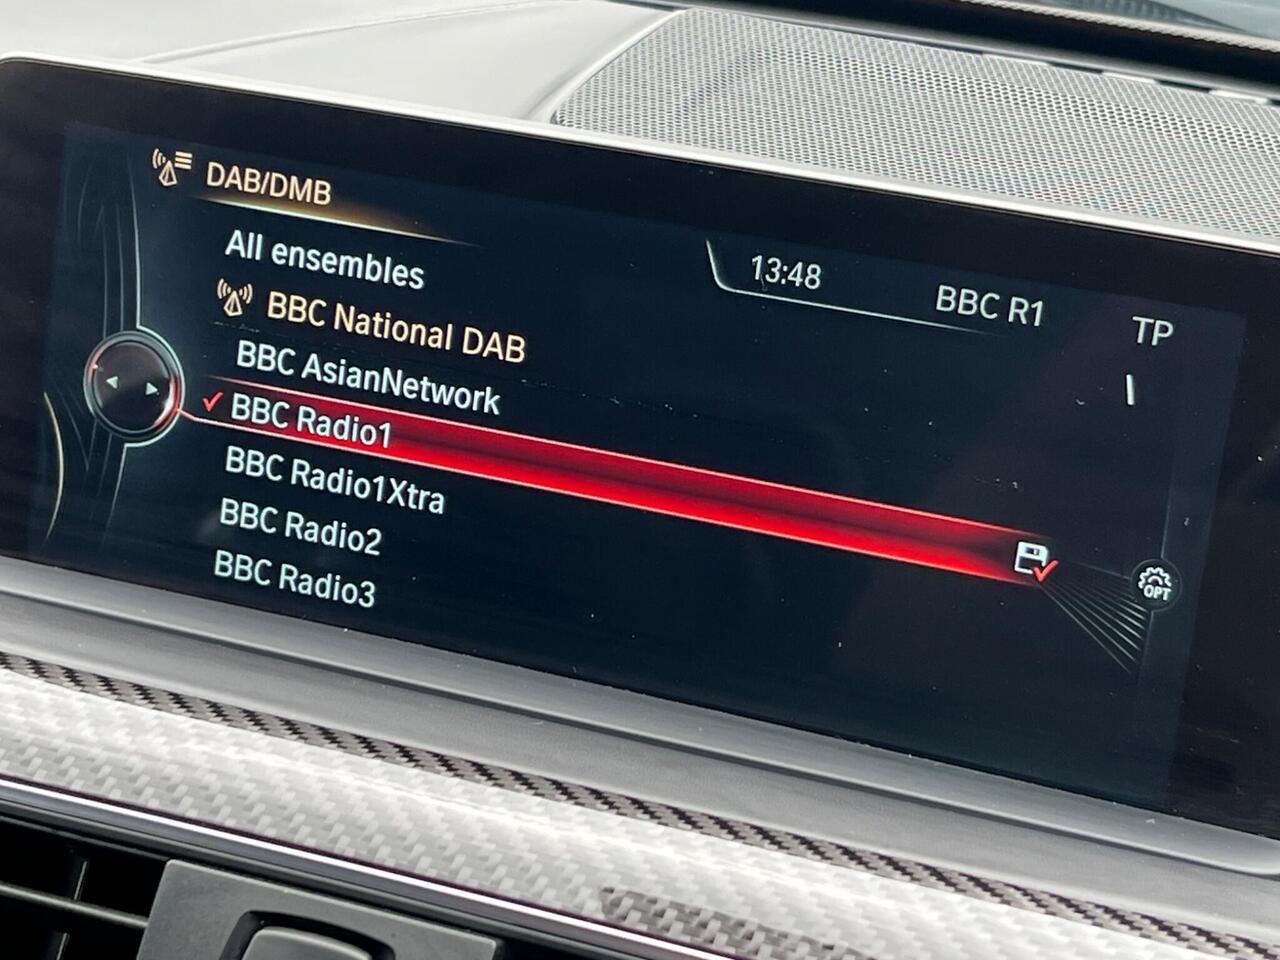 DAB/DMB
All ensembles
13:48
BBC R1
TP
BBC National DAB
BBC AsianNetwork
BBC Radio1
BBC Radio1Xtra
BBC Radio2
BBC Radio3
OPT